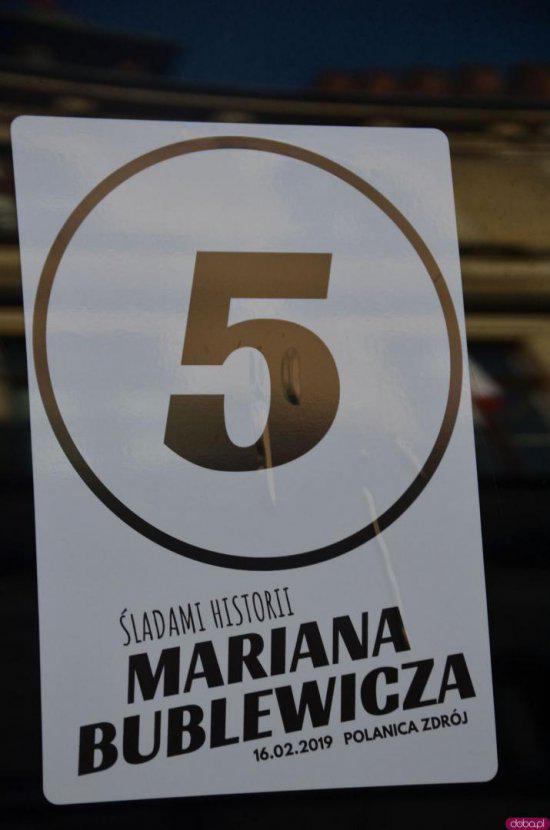 5
ŚLADAMI HISTORII
MARIANA
BUBLEWICZA
16.02.2019 POLANICA ZDRÓJ
doba.pl